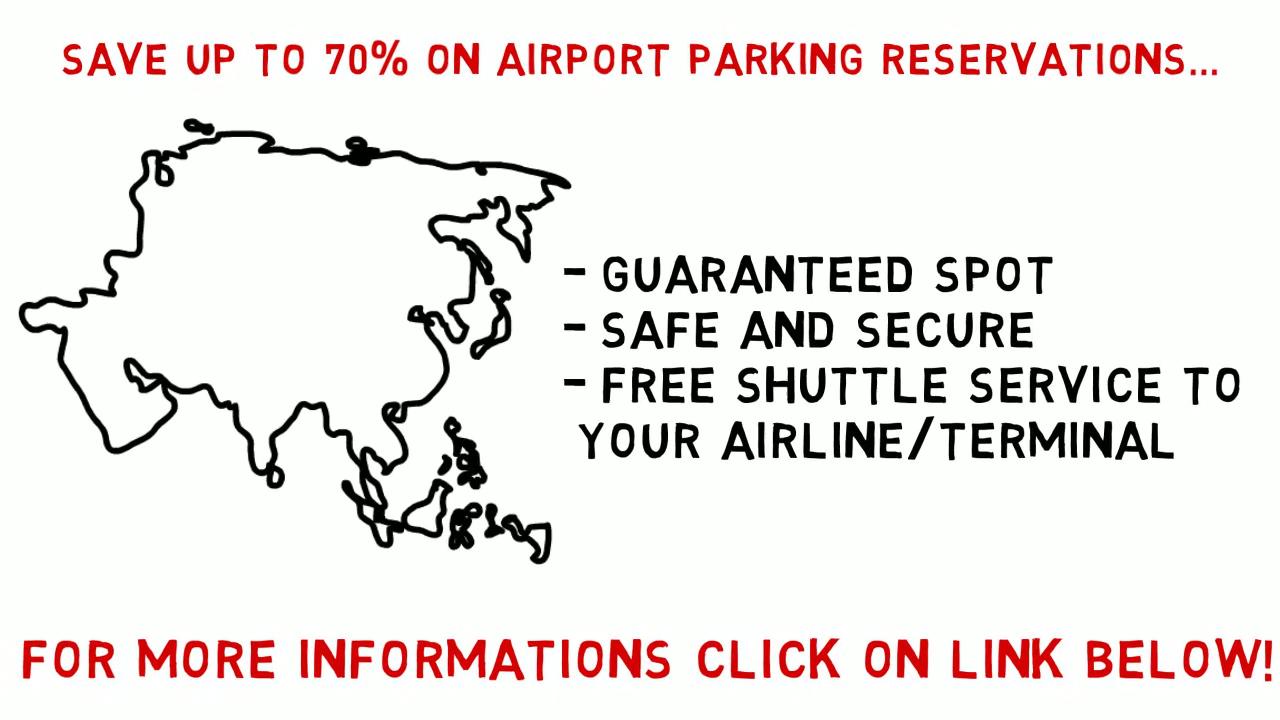 SAVE UP TO 70% ON AIRPORT PARKING RESERVATIONS...
- GUARANTEED SPOT
- SAFE AND SECURE
- FREE SHUTTLE SERVICE TO
YOUR AIRLINE/TERMINAL
FOR MORE INFORMATIONS CLICK ON LINK BELOW!